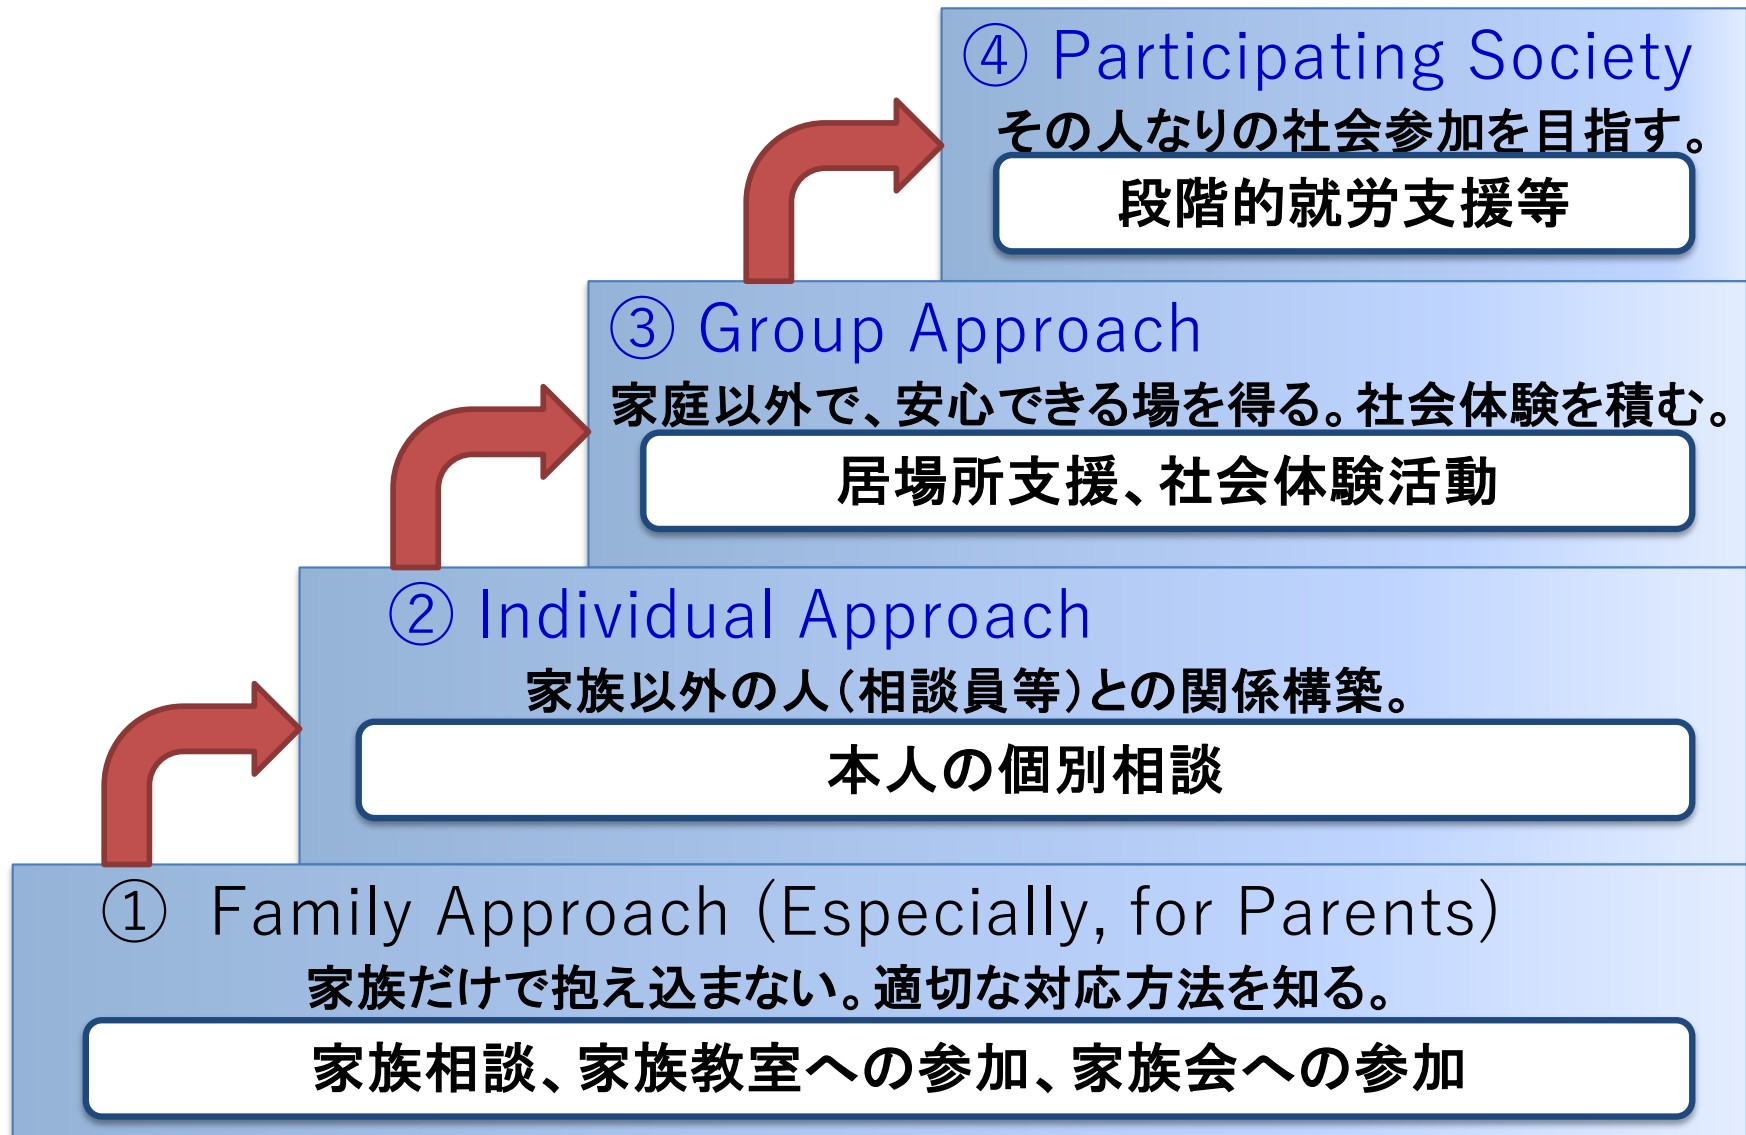 ④ Participating Society
その人なりの社会参加を目指す。
段階的就労支援等
③ Group Approach
家庭以外で、安心できる場を得る。社会体験を積む。
居場所支援、社会体験活動
② Individual Approach
家族以外の人（相談員等）との関係構築。
本人の個別相談
① Family Approach (Especially, for Parents)
家族だけで抱え込まない。適切な対応方法を知る。
家族相談、家族教室への参加、家族会への参加